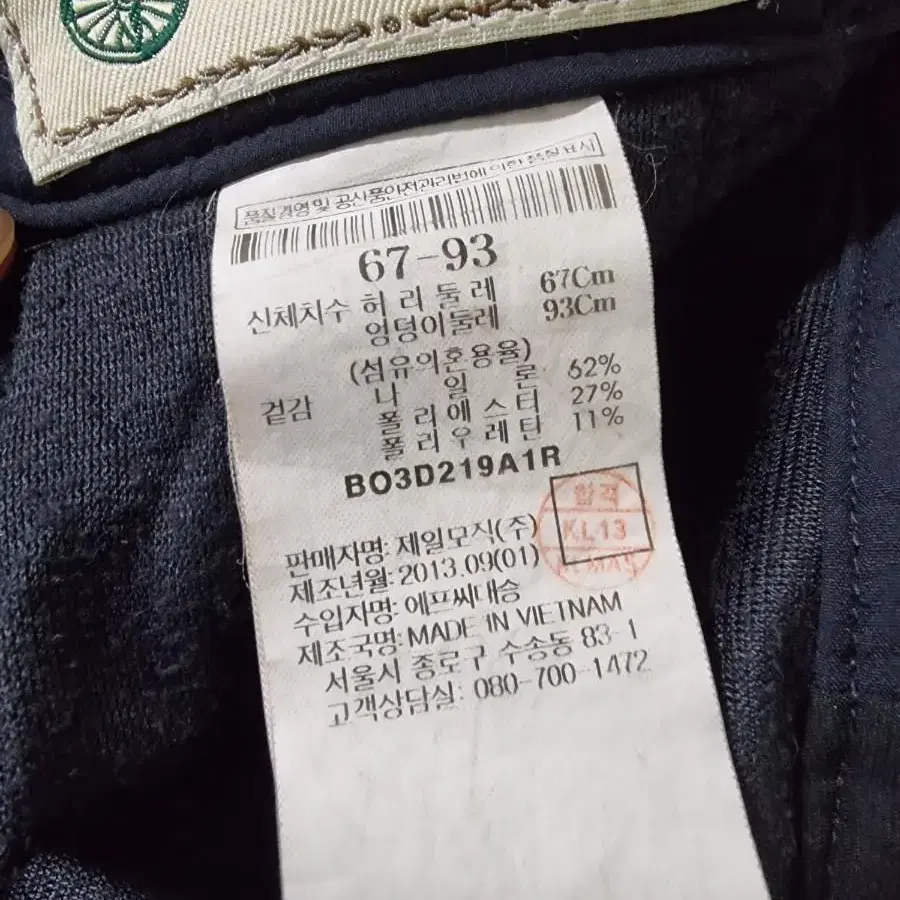 품질경영 및 공산품안전관리법에 의한 품질표시
67-93
신체치수 허리둘레 67Cm
엉덩이둘레 93Cm
(섬유의혼용율)
겉감 나일론 62%
폴리에스터 27%
폴리우레탄 11%
BO3D219A1R
합격
KL13
판매자명: 제일모직(주)
제조년월: 2013.09(01)
수입자명: 에프씨대승
제조국명: MADE IN VIETNAM
서울시 종로구 수송동 83-1
고객상담실: 080-700-1472